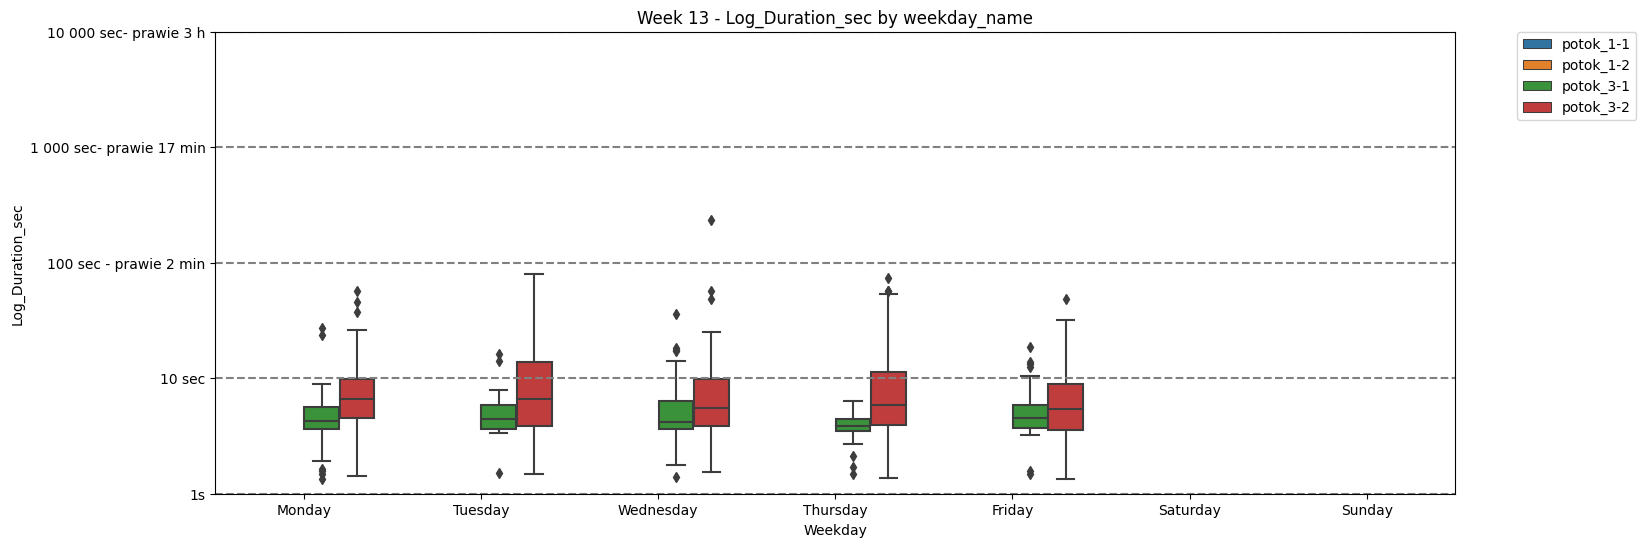 Week 13 - Log_Duration_sec by weekday_name
10 000 sec- prawie 3 h
1 000 sec- prawie 17 min
100 sec - prawie 2 min
10 sec
1s
Log_Duration_sec
Monday
Tuesday
Wednesday
Thursday
Friday
Saturday
Sunday
Weekday
potok_1-1
potok_1-2
potok_3-1
potok_3-2